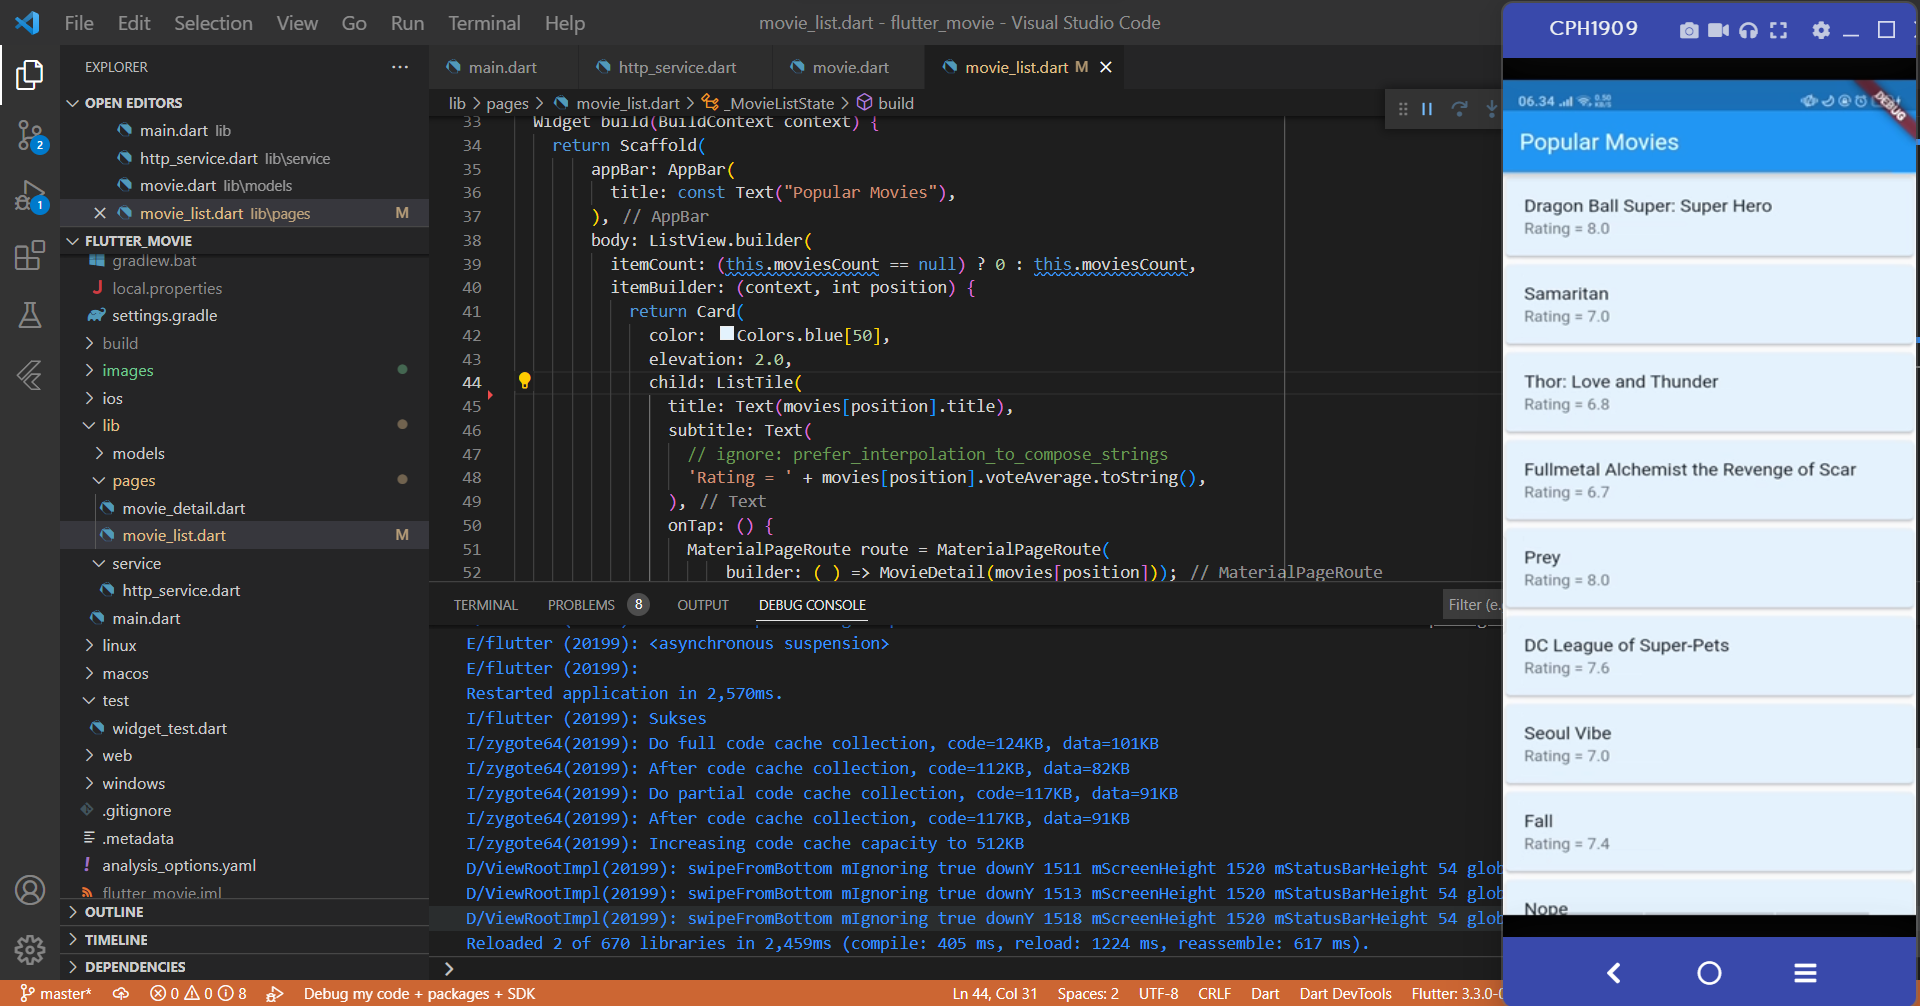 File Edit Selection View Go Run Terminal Help
movie_list.dart - flutter_movie - Visual Studio Code
EXPLORER
OPEN EDITORS
main.dart lib
http_service.dart lib\service
movie.dart lib\models
movie_list.dart lib\pages M
FLUTTER_MOVIE
gradlew.bat
local.properties
settings.gradle
build
images
ios
lib
models
pages
movie_detail.dart
movie_list.dart M
service
http_service.dart
main.dart
linux
macos
test
widget_test.dart
web
windows
.gitignore
.metadata
analysis_options.yaml
flutter_movie.iml
OUTLINE
TIMELINE
DEPENDENCIES
2
1
main.dart http_service.dart movie.dart movie_list.dart M
lib > pages > movie_list.dart > _MovieListState > build
33 Widget build(BuildContext context) {
34 return Scaffold(
35 appBar: AppBar(
36 title: const Text("Popular Movies"),
37 ), // AppBar
38 body: ListView.builder(
39 itemCount: (this.moviesCount == null) ? 0 : this.moviesCount,
40 itemBuilder: (context, int position) {
41 return Card(
42 color: Colors.blue[50],
43 elevation: 2.0,
44 child: ListTile(
45 title: Text(movies[position].title),
46 subtitle: Text(
47 // ignore: prefer_interpolation_to_compose_strings
48 'Rating = ' + movies[position].voteAverage.toString(),
49 ), // Text
50 onTap: () {
51 MaterialPageRoute route = MaterialPageRoute(
52 builder: (_) => MovieDetail(movies[position])); // MaterialPageRoute
TERMINAL PROBLEMS 8 OUTPUT DEBUG CONSOLE Filter (e.
E/flutter (20199): <asynchronous suspension>
E/flutter (20199):
Restarted application in 2,570ms.
I/flutter (20199): Sukses
I/zygote64(20199): Do full code cache collection, code=124KB, data=101KB
I/zygote64(20199): After code cache collection, code=112KB, data=82KB
I/zygote64(20199): Do partial code cache collection, code=117KB, data=91KB
I/zygote64(20199): After code cache collection, code=117KB, data=91KB
I/zygote64(20199): Increasing code cache capacity to 512KB
D/ViewRootImpl(20199): swipeFromBottom mIgnoring true downY 1511 mScreenHeight 1520 mStatusBarHeight 54 glob
D/ViewRootImpl(20199): swipeFromBottom mIgnoring true downY 1513 mScreenHeight 1520 mStatusBarHeight 54 glob
D/ViewRootImpl(20199): swipeFromBottom mIgnoring true downY 1518 mScreenHeight 1520 mStatusBarHeight 54 glob
Reloaded 2 of 670 libraries in 2,459ms (compile: 405 ms, reload: 1224 ms, reassemble: 617 ms).
master* 0 0 8 Debug my code + packages + SDK Ln 44, Col 31 Spaces: 2 UTF-8 CRLF Dart Dart DevTools Flutter: 3.3.0-0
CPH1909
06.34 0.50 KB/S
DEBUG
Popular Movies
Dragon Ball Super: Super Hero
Rating = 8.0
Samaritan
Rating = 7.0
Thor: Love and Thunder
Rating = 6.8
Fullmetal Alchemist the Revenge of Scar
Rating = 6.7
Prey
Rating = 8.0
DC League of Super-Pets
Rating = 7.6
Seoul Vibe
Rating = 7.0
Fall
Rating = 7.4
Nope